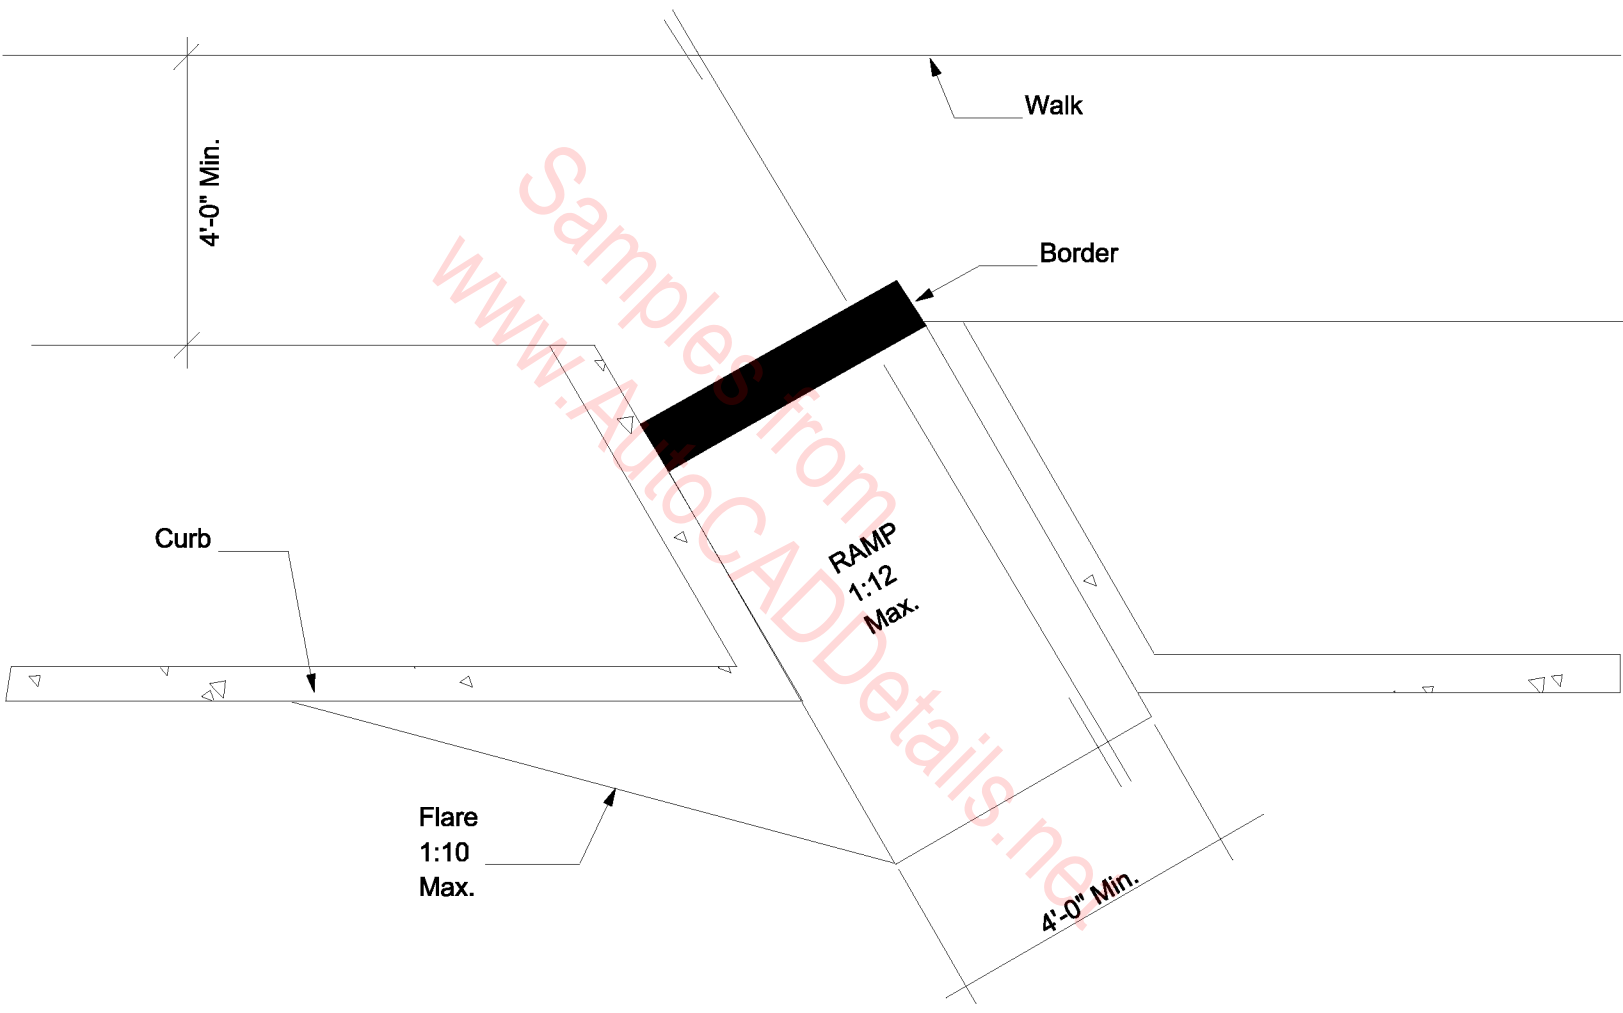 Walk
4'-0" Min.
Border
Samples from
www.AutoCADDetails.net
Curb
RAMP
1:12
Max.
Flare
1:10
Max.
4'-0" Min.